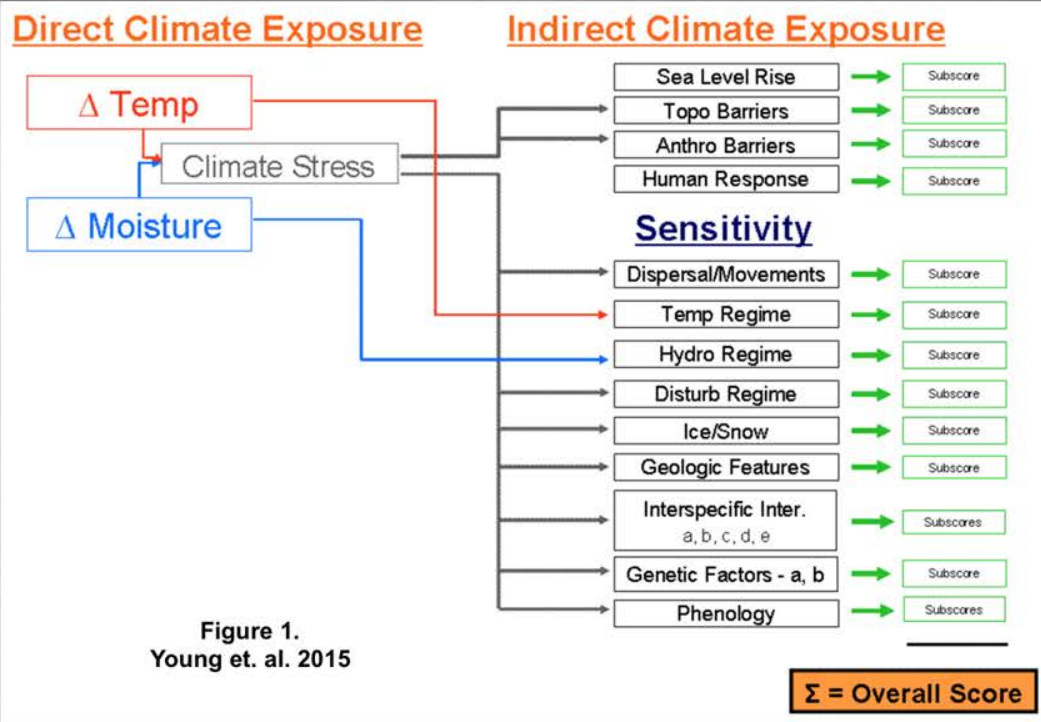 Direct Climate Exposure
Indirect Climate Exposure
Δ Temp
Climate Stress
Δ Moisture
Sea Level Rise
Subscore
Topo Barriers
Subscore
Anthro Barriers
Subscore
Human Response
Subscore
Sensitivity
Dispersal/Movements
Subscore
Temp Regime
Subscore
Hydro Regime
Subscore
Disturb Regime
Subscore
Ice/Snow
Subscore
Geologic Features
Subscore
Interspecific Inter.
a, b, c, d, e
Subscores
Genetic Factors - a, b
Subscore
Phenology
Subscores
Figure 1.
Young et. al. 2015
Σ = Overall Score